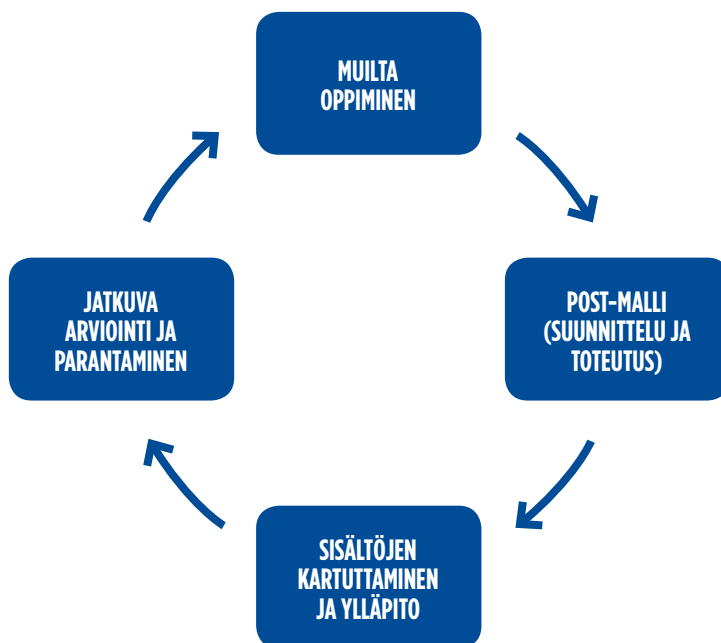 MUILTA
OPPIMINEN
POST-MALLI
(SUUNNITTELU JA
TOTEUTUS)
SISÄLTÖJEN
KARTUTTAMINEN
JA YLLÄPITO
JATKUVA
ARVIOINTI JA
PARANTAMINEN